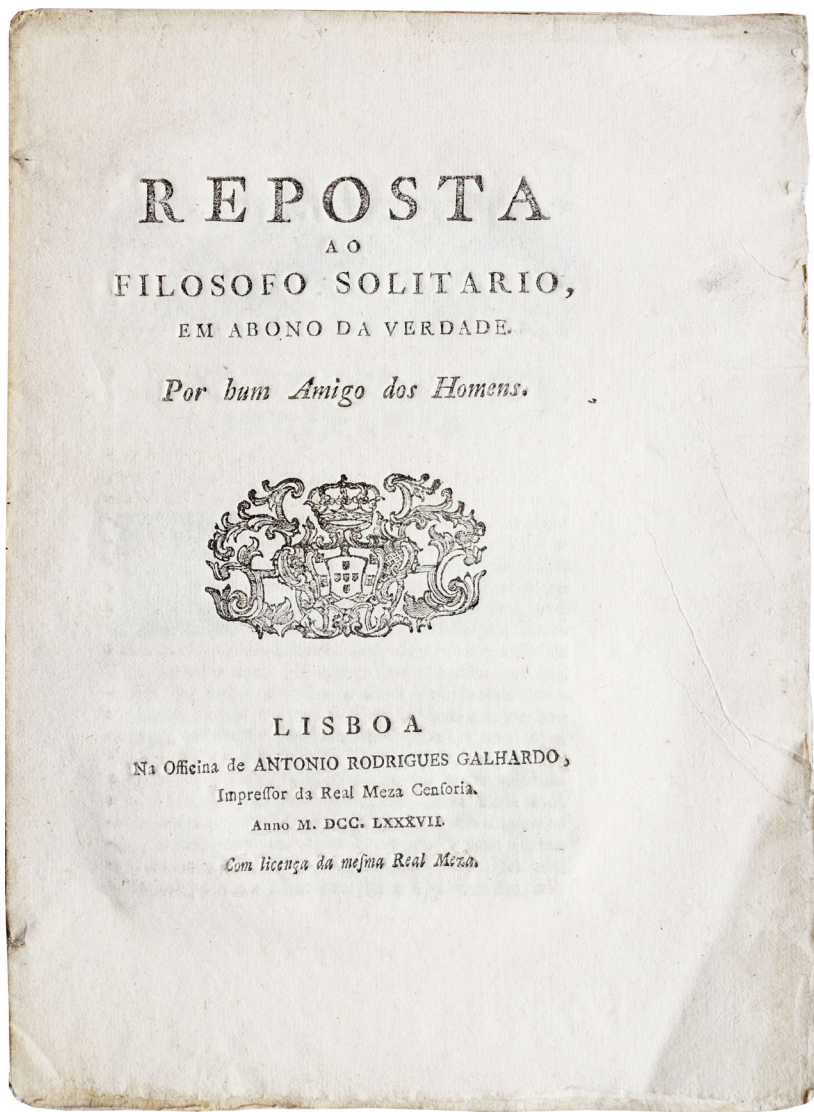 REPOSTA
AO
FILOSOFO SOLITARIO,
EM ABONO DA VERDADE.
Por hum Amigo dos Homens.
LISBOA
Na Officina de ANTONIO RODRIGUES GALHARDO,
Impreſſor da Real Meza Cenſoria.
Anno M. DCC. LXXXVII.
Com licença da meſma Real Meza.